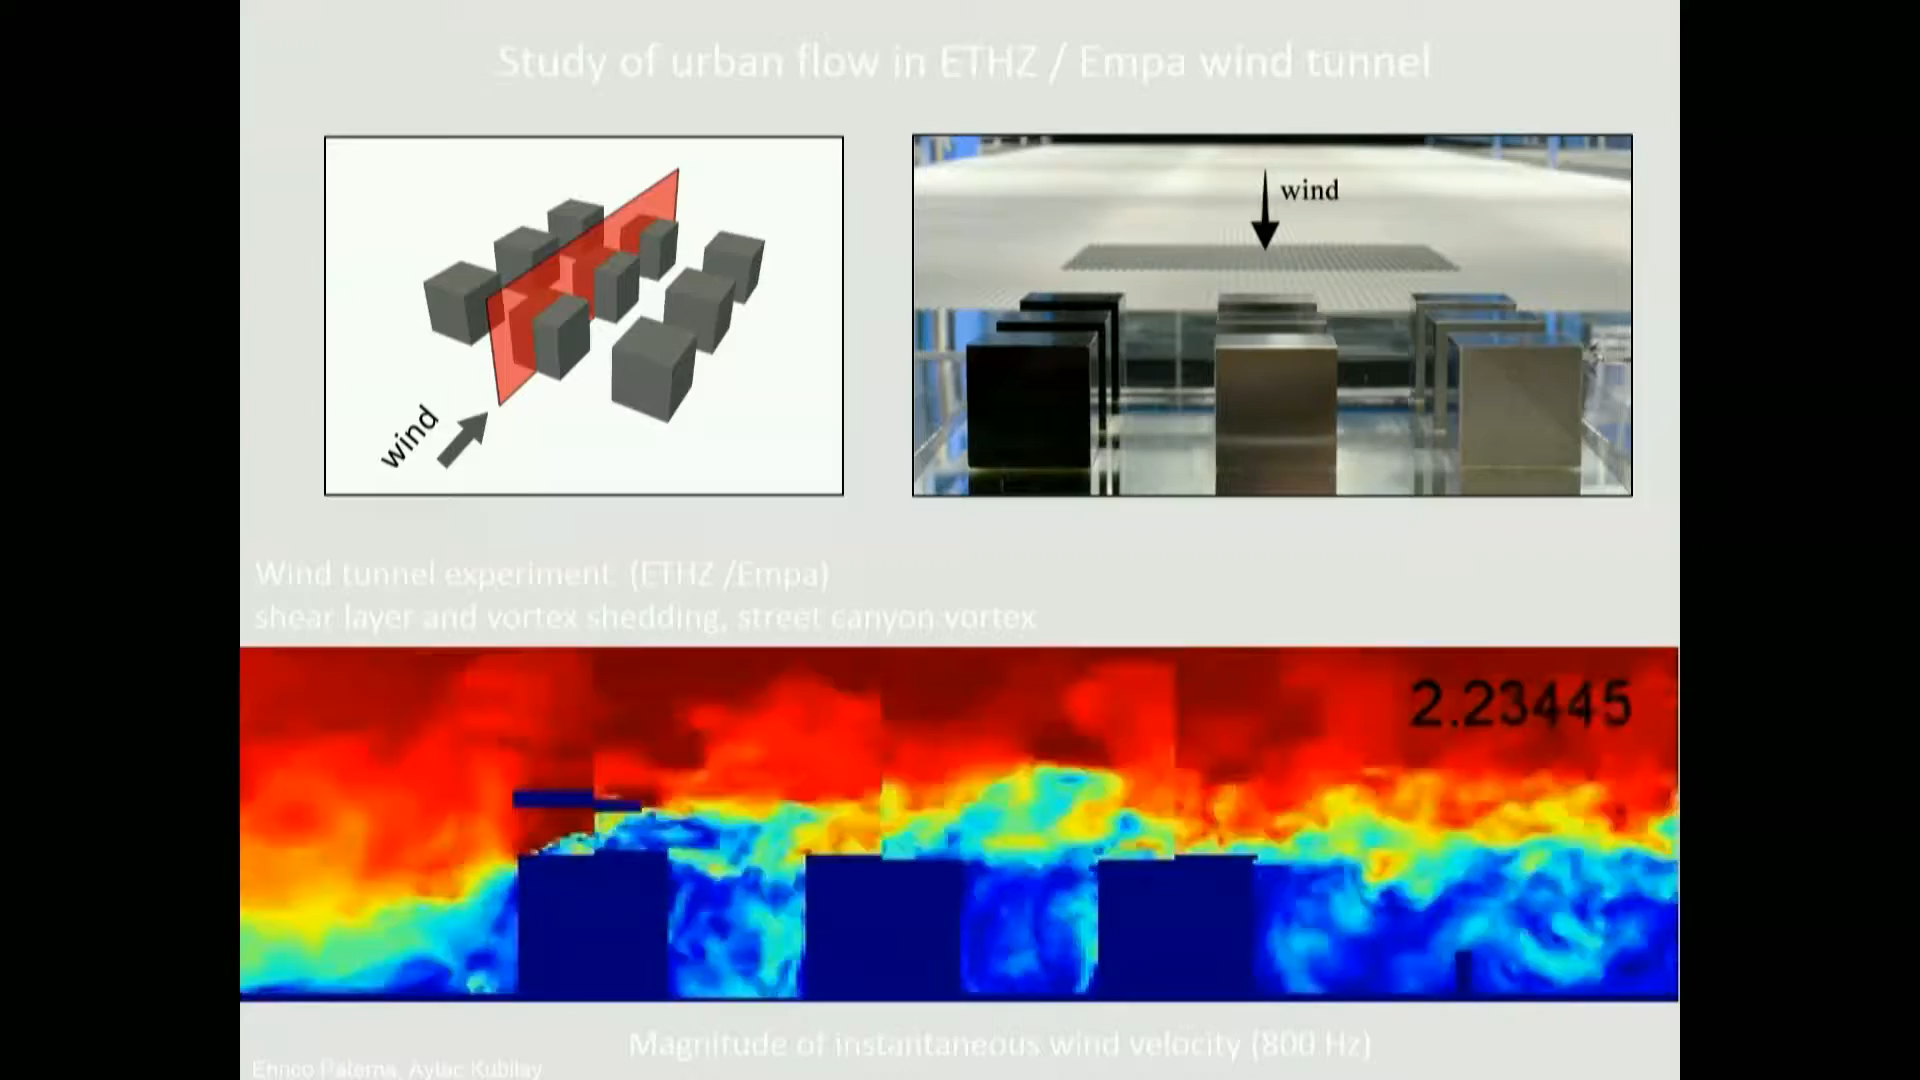 Study of urban flow in ETHZ / Empa wind tunnel
wind
wind
Wind tunnel experiment (ETHZ /Empa)
shear layer and vortex shedding, street canyon vortex
2.23445
Magnitude of instantaneous wind velocity (800 Hz)
Enrico Paterna, Aytac Kubilay